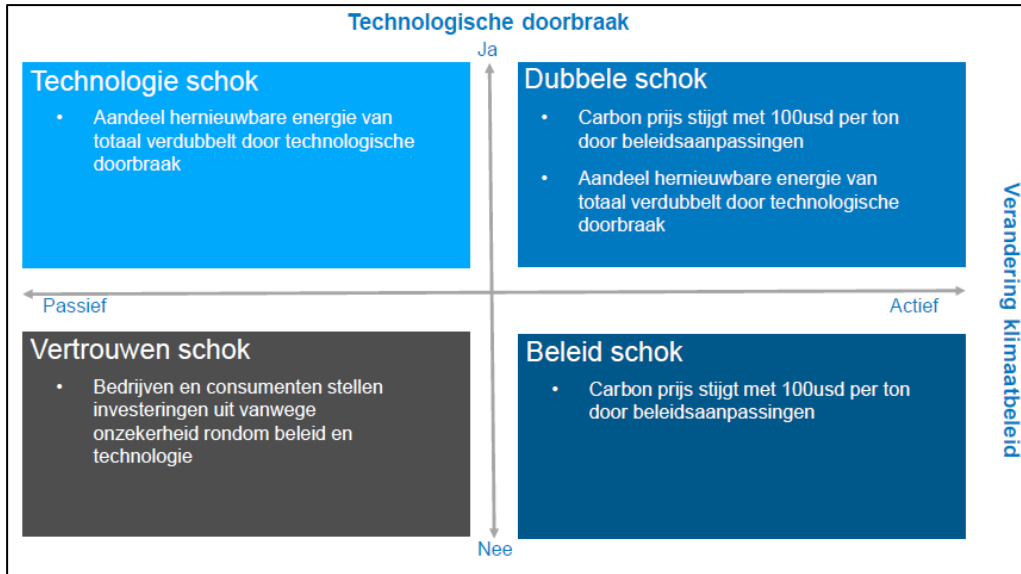 Technologische doorbraak
Ja
Technologie schok
• Aandeel hernieuwbare energie van
totaal verdubbelt door technologische
doorbraak
Dubbele schok
• Carbon prijs stijgt met 100usd per ton
door beleidsaanpassingen
• Aandeel hernieuwbare energie van
totaal verdubbelt door technologische
doorbraak
Passief
Actief
Verandering klimaatbeleid
Vertrouwen schok
• Bedrijven en consumenten stellen
investeringen uit vanwege
onzekerheid rondom beleid en
technologie
Beleid schok
• Carbon prijs stijgt met 100usd per ton
door beleidsaanpassingen
Nee